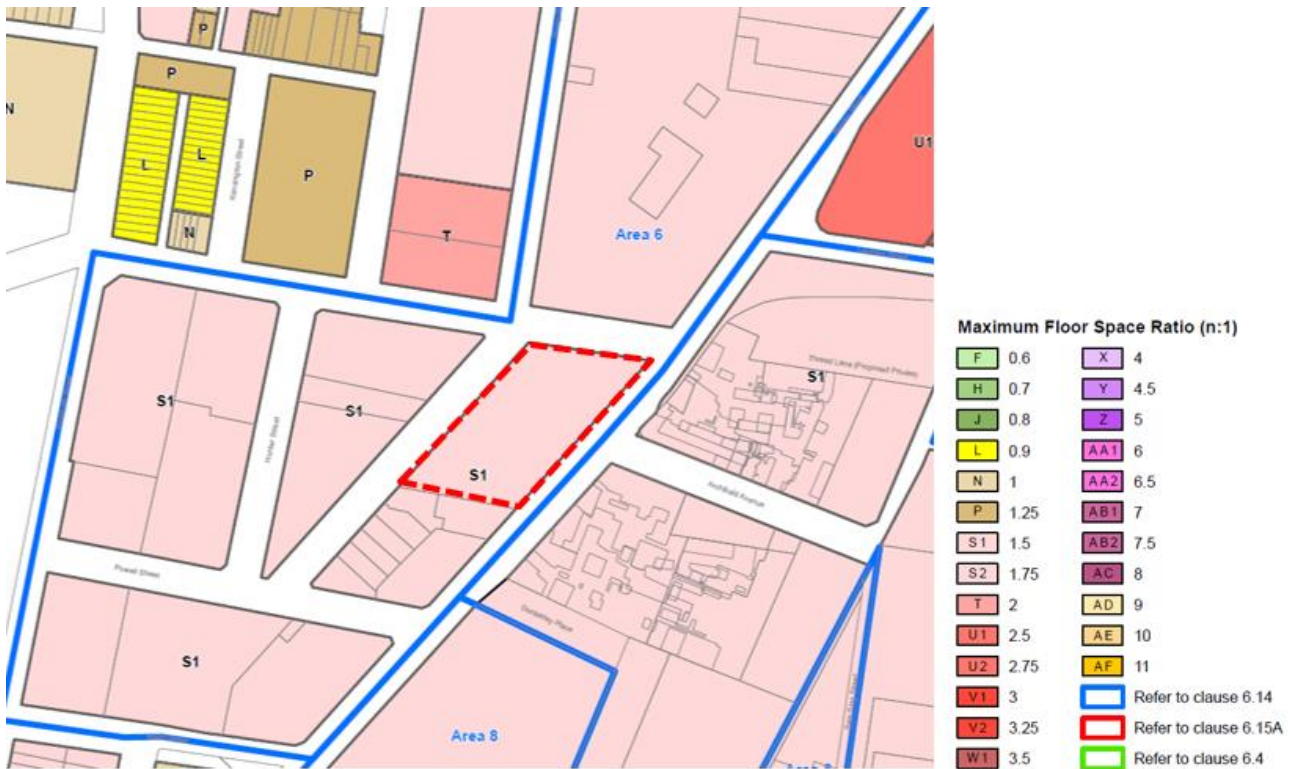 P
P
N
L
L
P
N
T
Area 6
U1
S1
S1
Hunter Street
S1
S1
Archibald Avenue
Powell Street
S1
Area 8
Maximum Floor Space Ratio (n:1)
F 0.6
H 0.7
J 0.8
L 0.9
N 1
P 1.25
S1 1.5
S2 1.75
T 2
U1 2.5
U2 2.75
V1 3
V2 3.25
W1 3.5
X 4
Y 4.5
Z 5
AA1 6
AA2 6.5
AB1 7
AB2 7.5
AC 8
AD 9
AE 10
AF 11
Refer to clause 6.14
Refer to clause 6.15A
Refer to clause 6.4